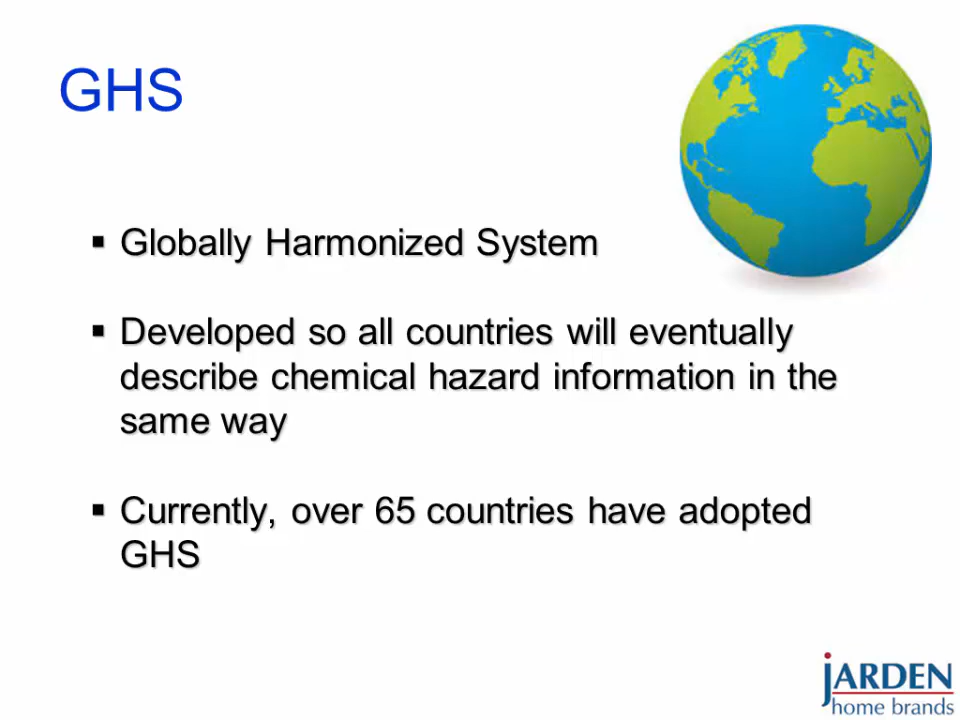 GHS
▪ Globally Harmonized System
▪ Developed so all countries will eventually
describe chemical hazard information in the
same way
▪ Currently, over 65 countries have adopted
GHS
jARDEN
home brands